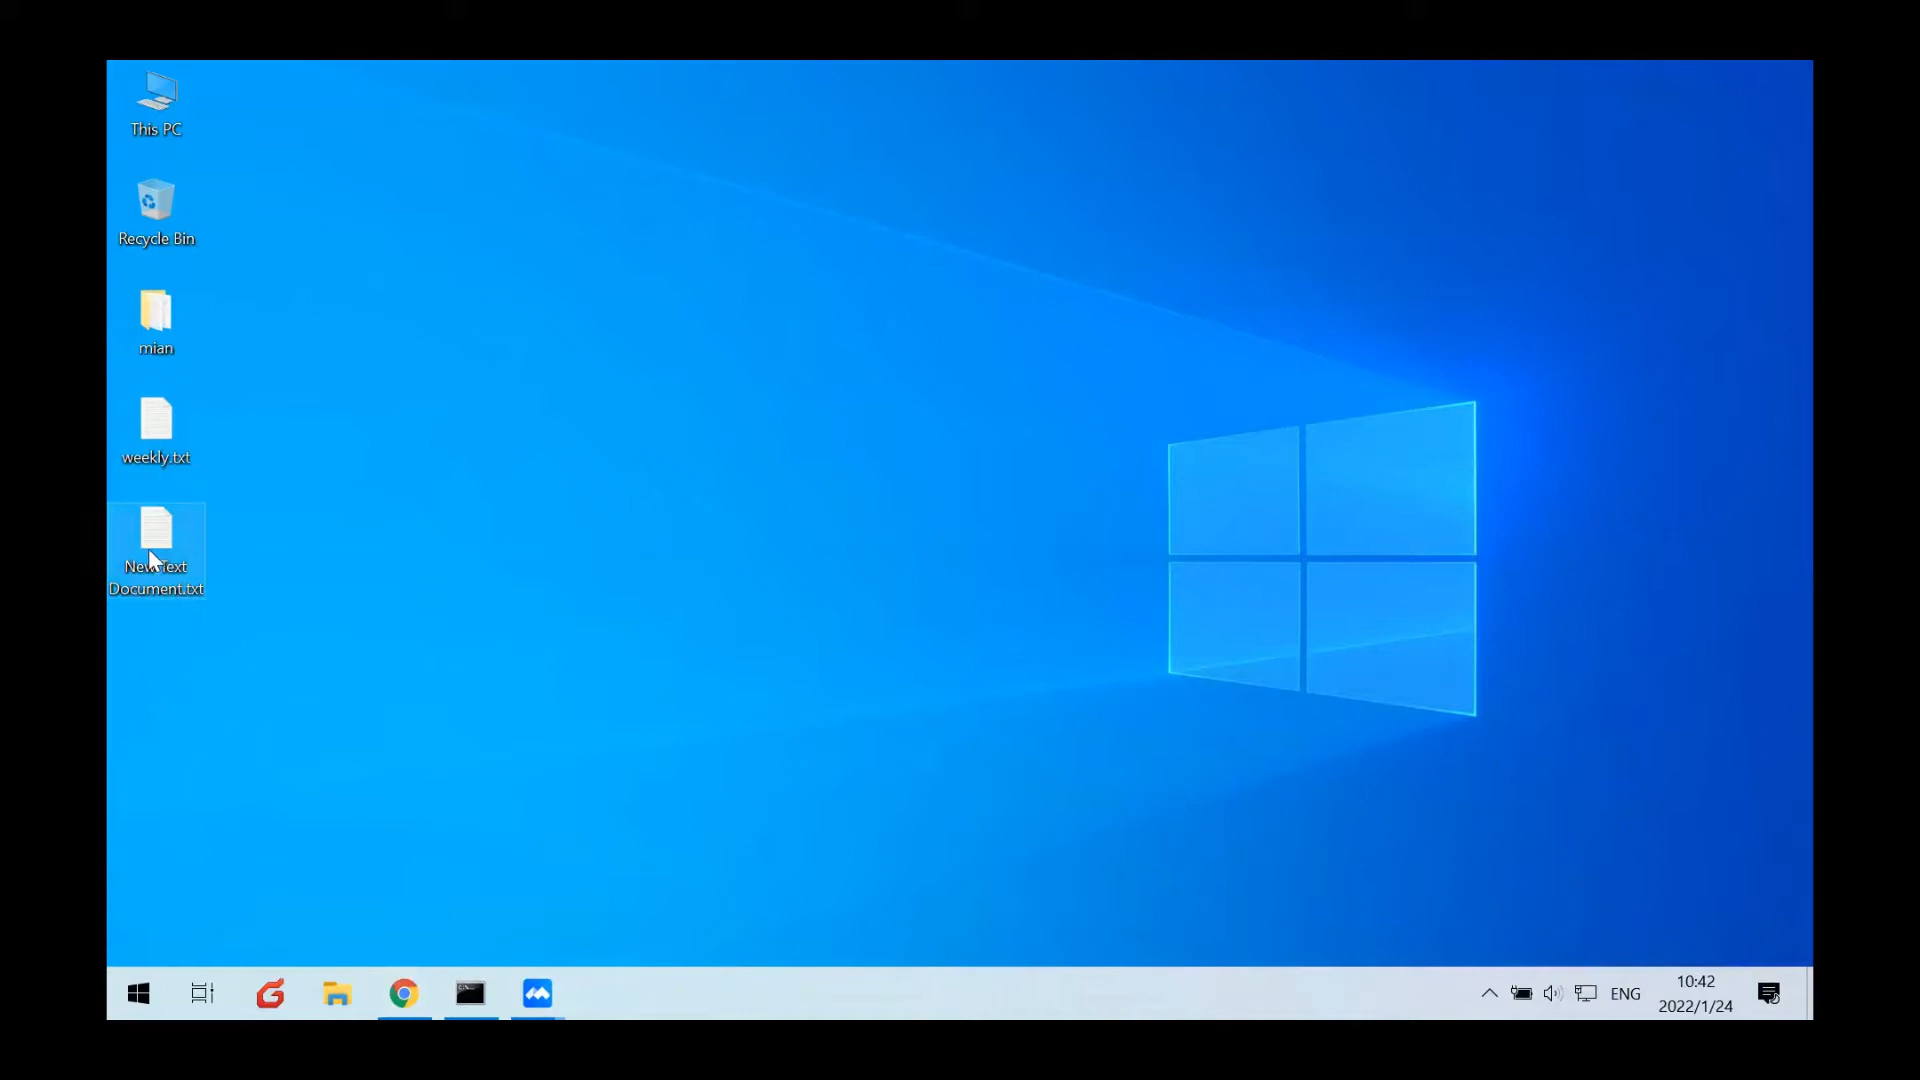 This PC
Recycle Bin
mian
weekly.txt
New Text
Document.txt
ENG
10:42
2022/1/24